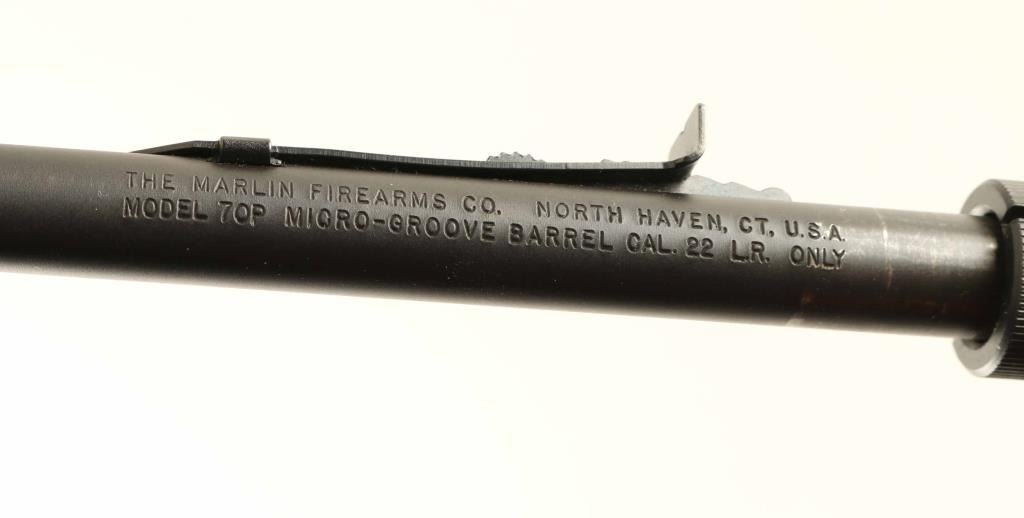 THE MARLIN FIREARMS CO. NORTH HAVEN, CT, U.S.A.
MODEL 70P MICRO-GROOVE BARREL CAL. 22 L.R. ONLY